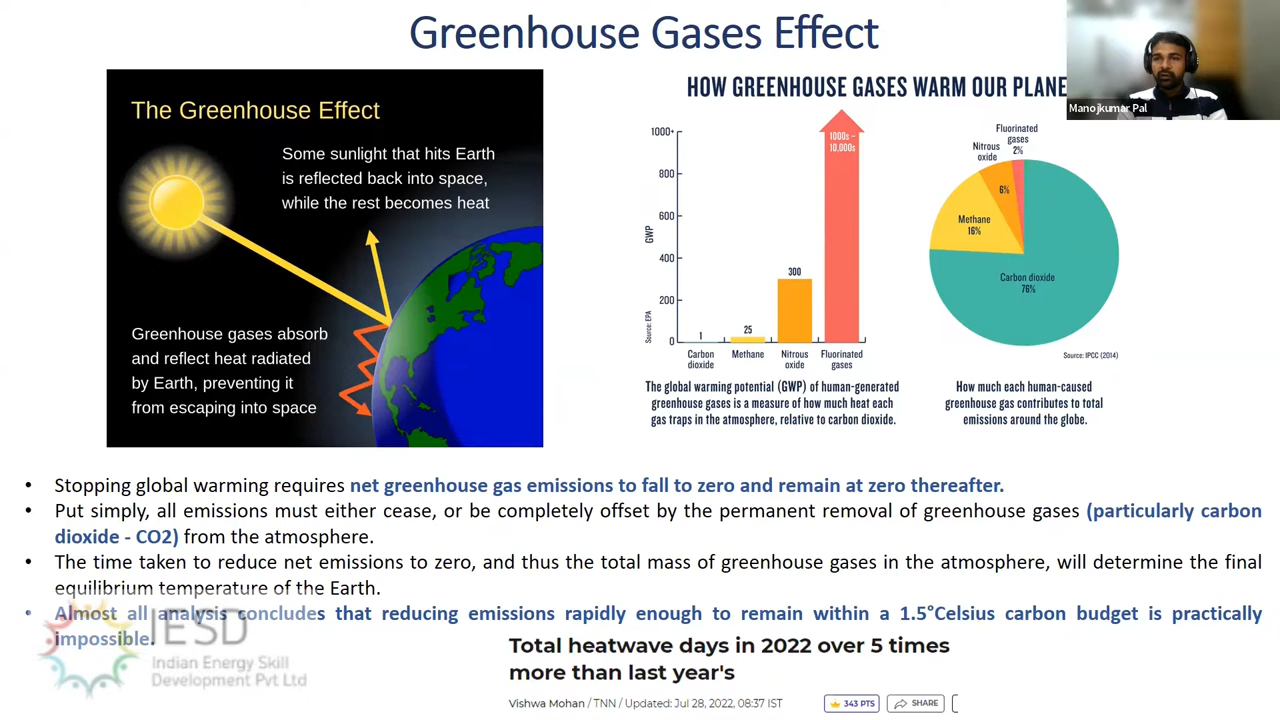 Greenhouse Gases Effect
The Greenhouse Effect
Some sunlight that hits Earth
is reflected back into space,
while the rest becomes heat
Greenhouse gases absorb
and reflect heat radiated
by Earth, preventing it
from escaping into space
HOW GREENHOUSE GASES WARM OUR PLANE
GWP
1000+
800
600
400
200
0
Source: EPA
1
25
300
1000s –
10,000s
Carbon
dioxide
Methane
Nitrous
oxide
Fluorinated
gases
The global warming potential (GWP) of human-generated
greenhouse gases is a measure of how much heat each
gas traps in the atmosphere, relative to carbon dioxide.
Fluorinated
gases
2%
Nitrous
oxide
6%
Methane
16%
Carbon dioxide
76%
Source: IPCC (2014)
How much each human-caused
greenhouse gas contributes to total
emissions around the globe.
Manojkumar Pal
• Stopping global warming requires net greenhouse gas emissions to fall to zero and remain at zero thereafter.
• Put simply, all emissions must either cease, or be completely offset by the permanent removal of greenhouse gases (particularly carbon
dioxide - CO2) from the atmosphere.
• The time taken to reduce net emissions to zero, and thus the total mass of greenhouse gases in the atmosphere, will determine the final
equilibrium temperature of the Earth.
• Almost all analysis concludes that reducing emissions rapidly enough to remain within a 1.5°Celsius carbon budget is practically
impossible.
IESD
Indian Energy Skill
Development Pvt Ltd
Total heatwave days in 2022 over 5 times
more than last year's
Vishwa Mohan / TNN / Updated: Jul 28, 2022, 08:37 IST
343 PTS
SHARE